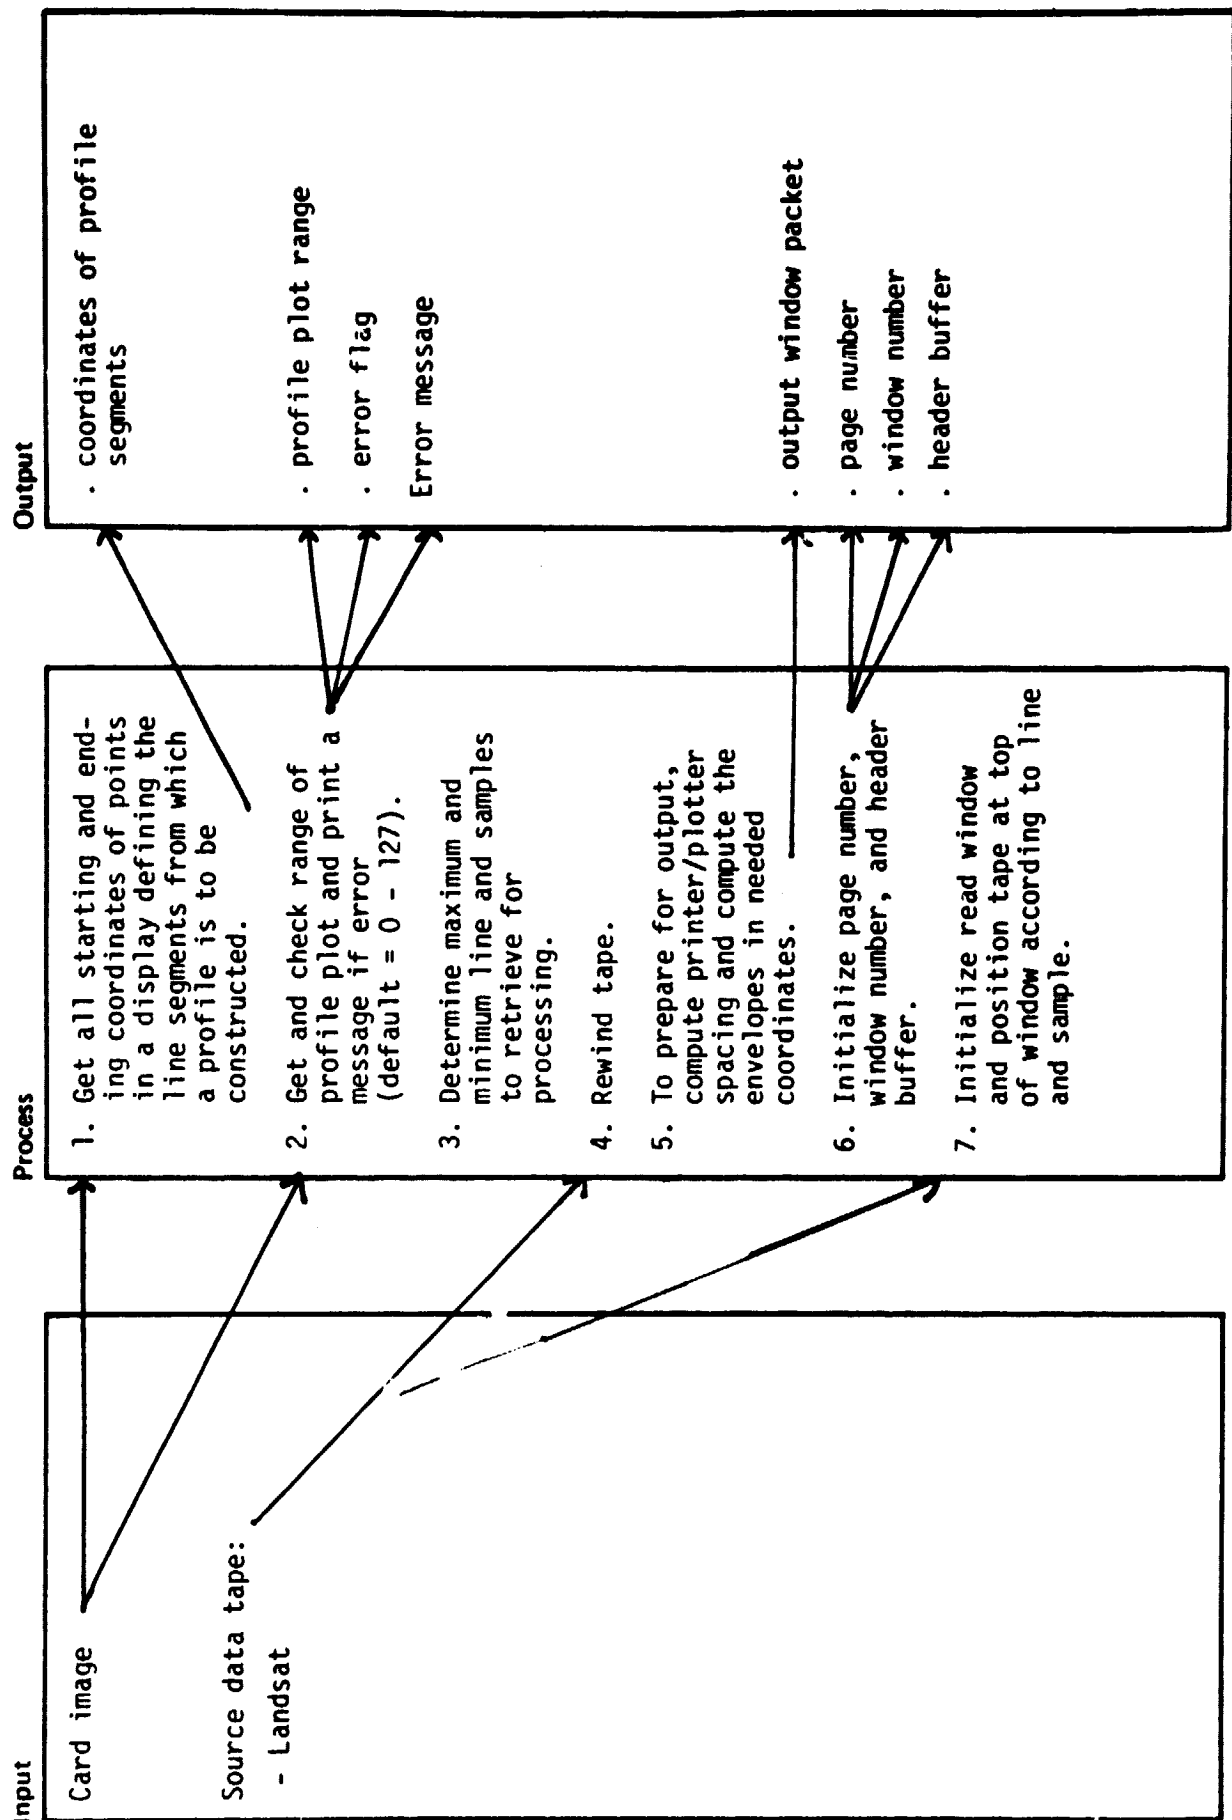 nput
Card image
Source data tape:
- Landsat
Process
1. Get all starting and end-
ing coordinates of points
in a display defining the
line segments from which
a profile is to be
constructed.
2. Get and check range of
profile plot and print a
message if error
(default = 0 - 127).
3. Determine maximum and
minimum line and samples
to retrieve for
processing.
4. Rewind tape.
5. To prepare for output,
compute printer/plotter
spacing and compute the
envelopes in needed
coordinates.
6. Initialize page number,
window number, and header
buffer.
7. Initialize read window
and position tape at top
of window according to line
and sample.
Output
. coordinates of profile
segments
. profile plot range
. error flag
Error message
. output window packet
. page number
. window number
. header buffer